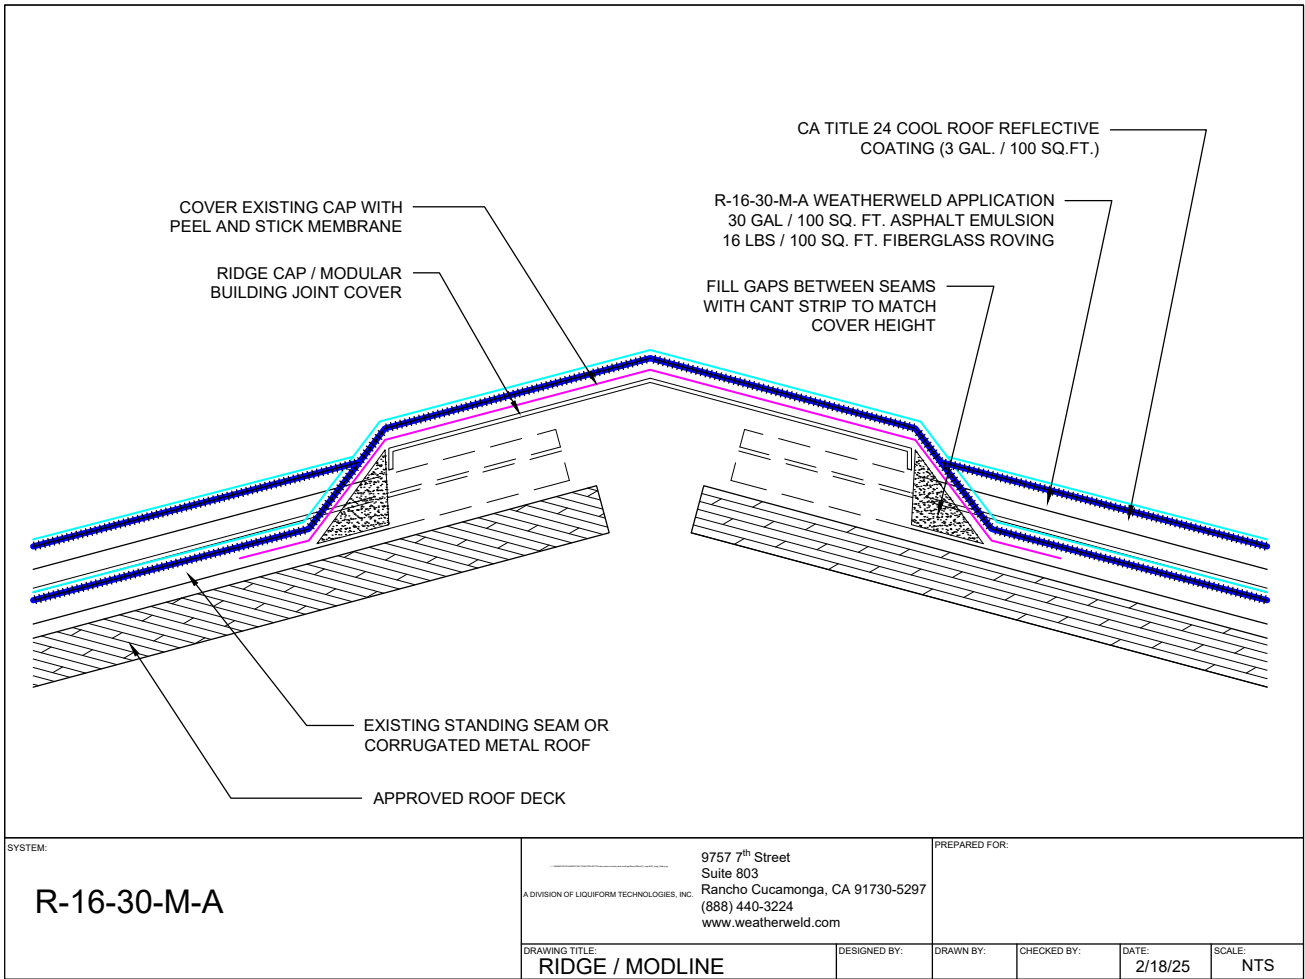 CA TITLE 24 COOL ROOF REFLECTIVE
COATING (3 GAL. / 100 SQ.FT.)
COVER EXISTING CAP WITH
PEEL AND STICK MEMBRANE
R-16-30-M-A WEATHERWELD APPLICATION
30 GAL / 100 SQ. FT. ASPHALT EMULSION
16 LBS / 100 SQ. FT. FIBERGLASS ROVING
RIDGE CAP / MODULAR
BUILDING JOINT COVER
FILL GAPS BETWEEN SEAMS
WITH CANT STRIP TO MATCH
COVER HEIGHT
EXISTING STANDING SEAM OR
CORRUGATED METAL ROOF
APPROVED ROOF DECK
SYSTEM:
R-16-30-M-A
A DIVISION OF LIQUIFORM TECHNOLOGIES, INC.
9757 7th Street
Suite 803
Rancho Cucamonga, CA 91730-5297
(888) 440-3224
www.weatherweld.com
PREPARED FOR:
DRAWING TITLE:
RIDGE / MODLINE
DESIGNED BY:
DRAWN BY:
CHECKED BY:
DATE:
2/18/25
SCALE:
NTS